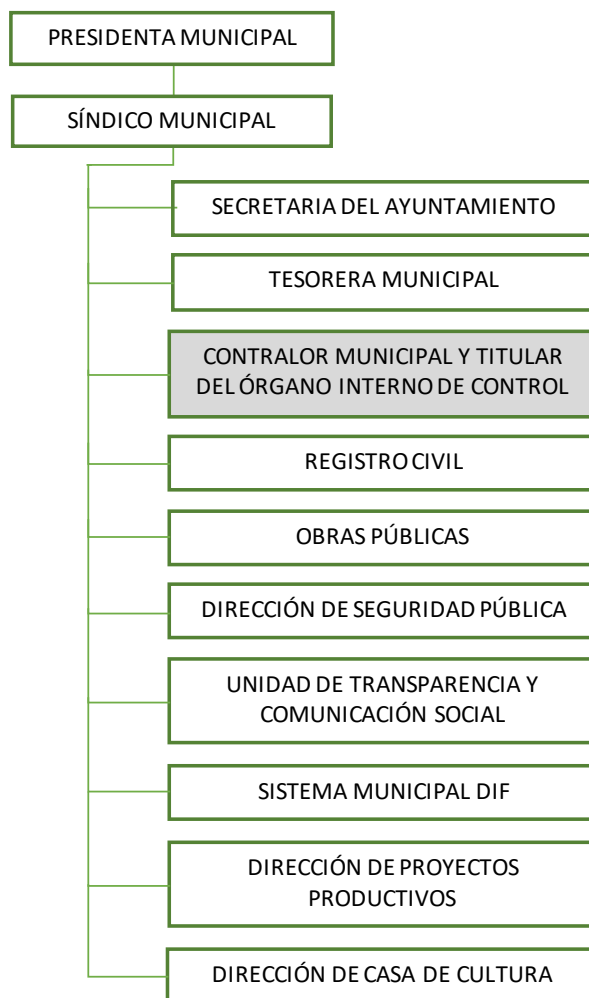 PRESIDENTA MUNICIPAL
SÍNDICO MUNICIPAL
SECRETARIA DEL AYUNTAMIENTO
TESORERA MUNICIPAL
CONTRALOR MUNICIPAL Y TITULAR
DEL ÓRGANO INTERNO DE CONTROL
REGISTRO CIVIL
OBRAS PÚBLICAS
DIRECCIÓN DE SEGURIDAD PÚBLICA
UNIDAD DE TRANSPARENCIA Y
COMUNICACIÓN SOCIAL
SISTEMA MUNICIPAL DIF
DIRECCIÓN DE PROYECTOS
PRODUCTIVOS
DIRECCIÓN DE CASA DE CULTURA